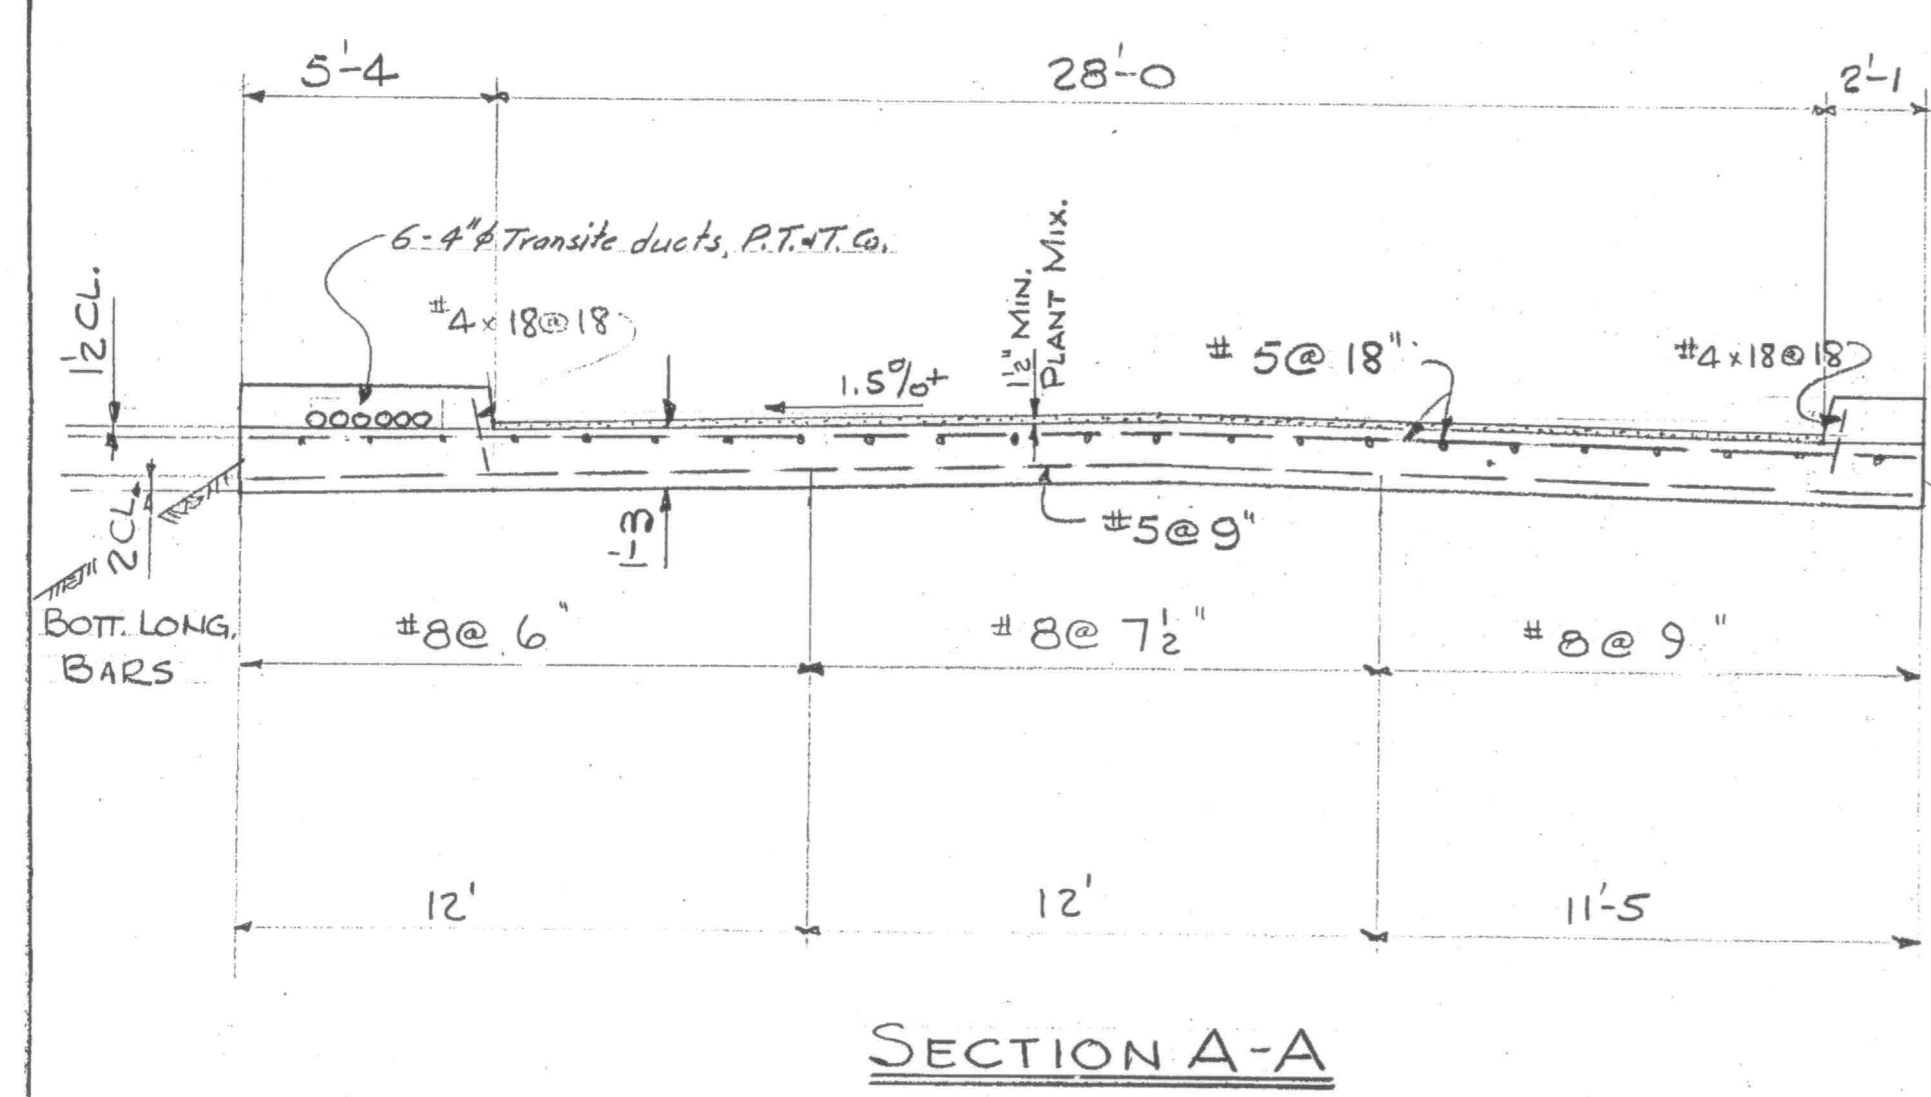 5'-4
28'-0
2'-1
6-4"ϕ Transite ducts, P.T.&T. Co.
1½ CL.
#4 x 18@18
1½" MIN.
PLANT MIX.
1.5%+
# 5@ 18"
#4 x 18@18
2 CL.
1'-3
#5@9"
BOTT. LONG.
BARS
#8@ 6"
# 8@ 7½"
# 8@ 9"
12'
12'
11'-5
SECTION A-A